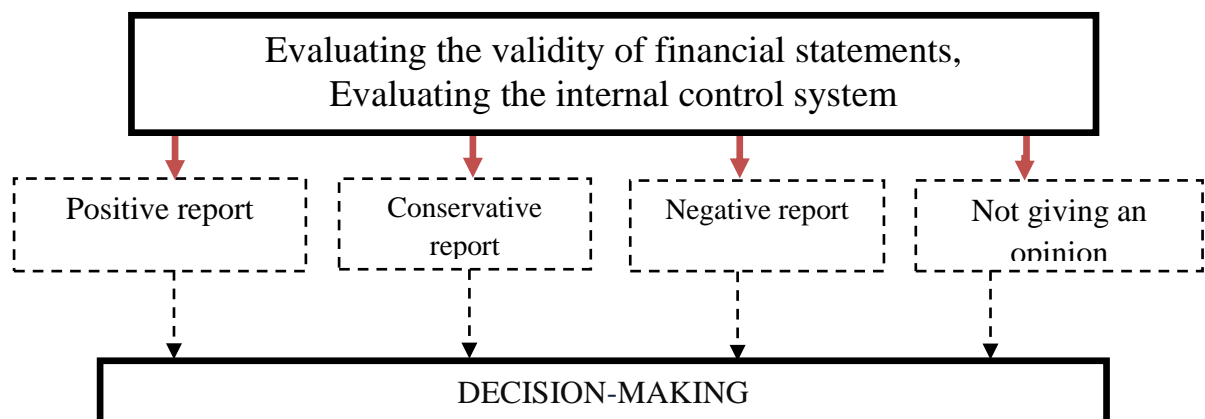 Evaluating the validity of financial statements,
Evaluating the internal control system
Positive report
Conservative
report
Negative report
Not giving an
opinion
DECISION-MAKING